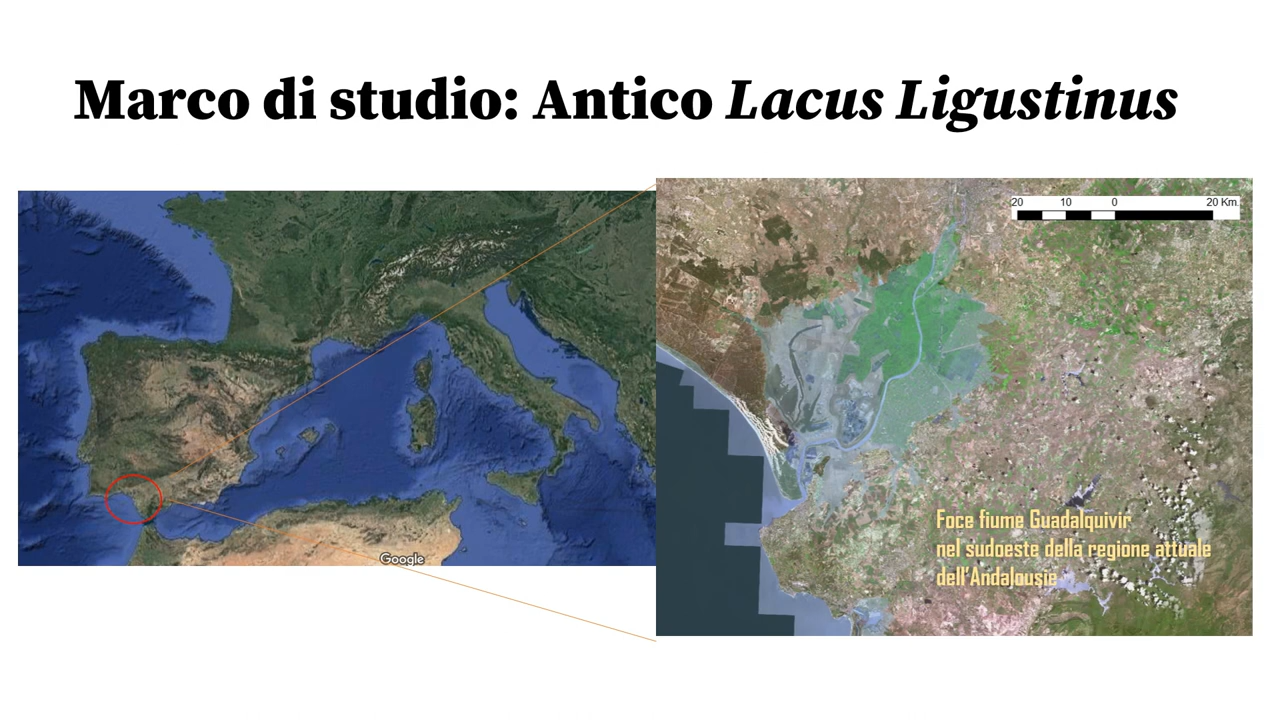 Marco di studio: Antico Lacus Ligustinus
20 10 0 20 Km.
Foce fiume Guadalquivir
nel sudoeste della regione attuale
dell'Andalousie
Google